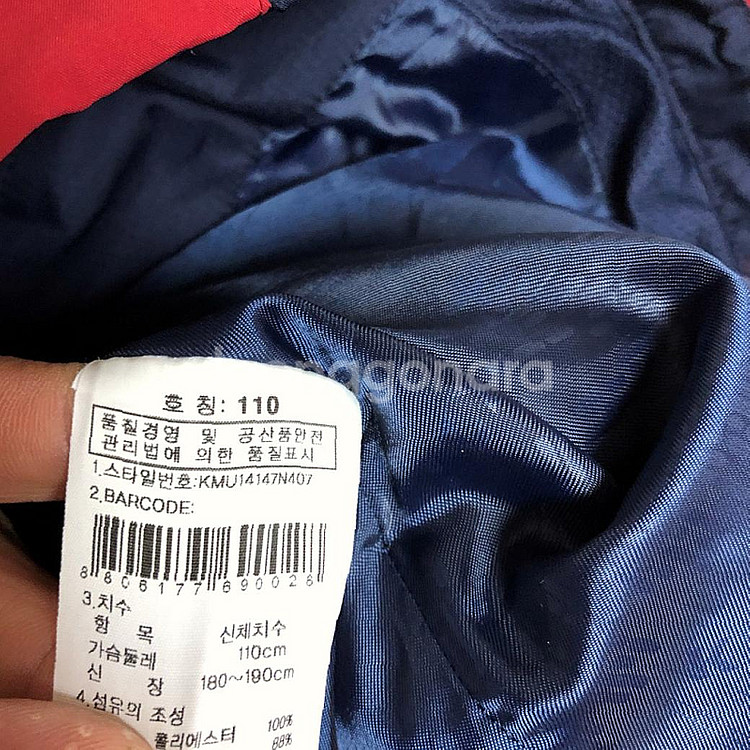 호 칭: 110
품질경영 및 공산품안전
관리법에 의한 품질표시
1.스타일번호:KMU14147N407
2.BARCODE:
8 806177 690028
3.치수
항 목 신체치수
가슴둘레 110cm
신 장 180~190cm
4.섬유의 조성
100%
폴리에스터 88%